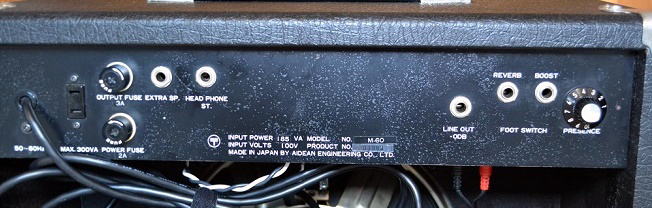 OUTPUT FUSE
3A
EXTRA SP.
HEAD PHONE
ST.
50-60Hz
MAX. 300VA
POWER FUSE
2A
INPUT POWER 185 VA MODEL NO. M-60
INPUT VOLTS 100V PRODUCT NO.
MADE IN JAPAN BY AIDEAN ENGINEERING CO., LTD.
LINE OUT
-0DB
REVERB
BOOST
FOOT SWITCH
PRESENCE